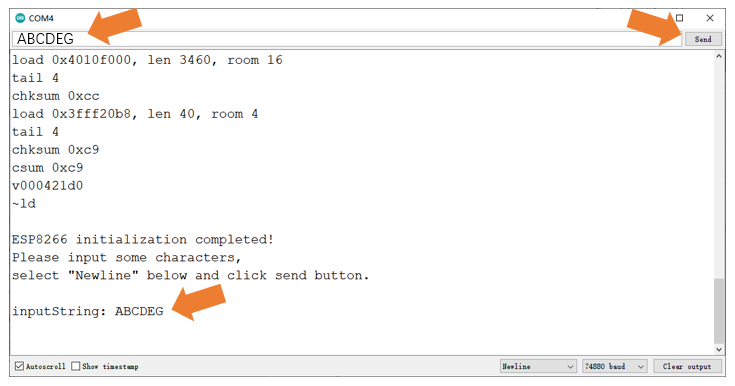 COM4
ABCDEG
Send
load 0x4010f000, len 3460, room 16
tail 4
chksum 0xcc
load 0x3fff20b8, len 40, room 4
tail 4
chksum 0xc9
csum 0xc9
v000421d0
~ld
ESP8266 initialization completed!
Please input some characters,
select "Newline" below and click send button.
inputString: ABCDEG
Autoscroll Show timestamp Newline 74880 baud Clear output